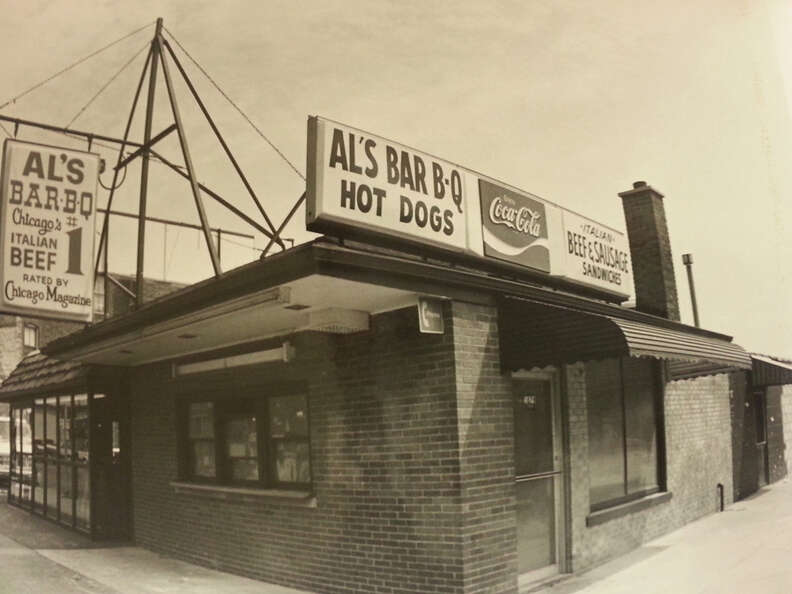 AL'S
BAR-B-Q
Chicago's
#1
ITALIAN
BEEF
RATED BY
Chicago Magazine
AL'S BAR B-Q
HOT DOGS
Coca-Cola
ITALIAN
BEEF & SAUSAGE
SANDWICHES